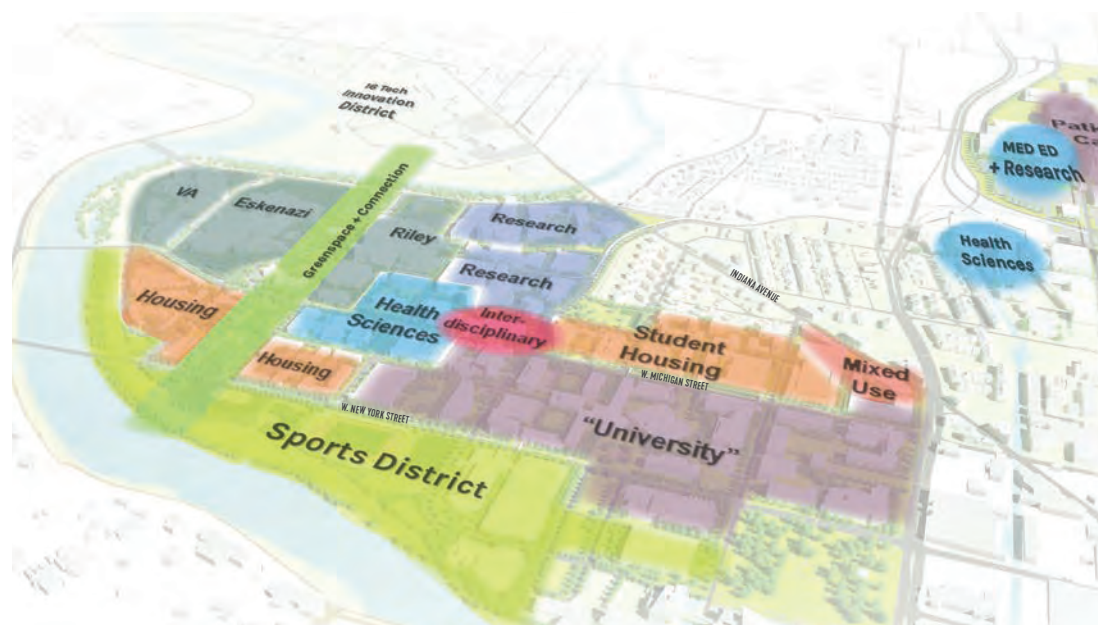 16 Tech
Innovation
District
MED ED
+ Research
VA
Eskenazi
Greenspace + Connection
Riley
Research
Health
Sciences
Research
INDIANA AVENUE
Housing
Health
Sciences
Inter-
disciplinary
Student
Housing
Mixed
Use
Housing
W. MICHIGAN STREET
W. NEW YORK STREET
"University"
Sports District